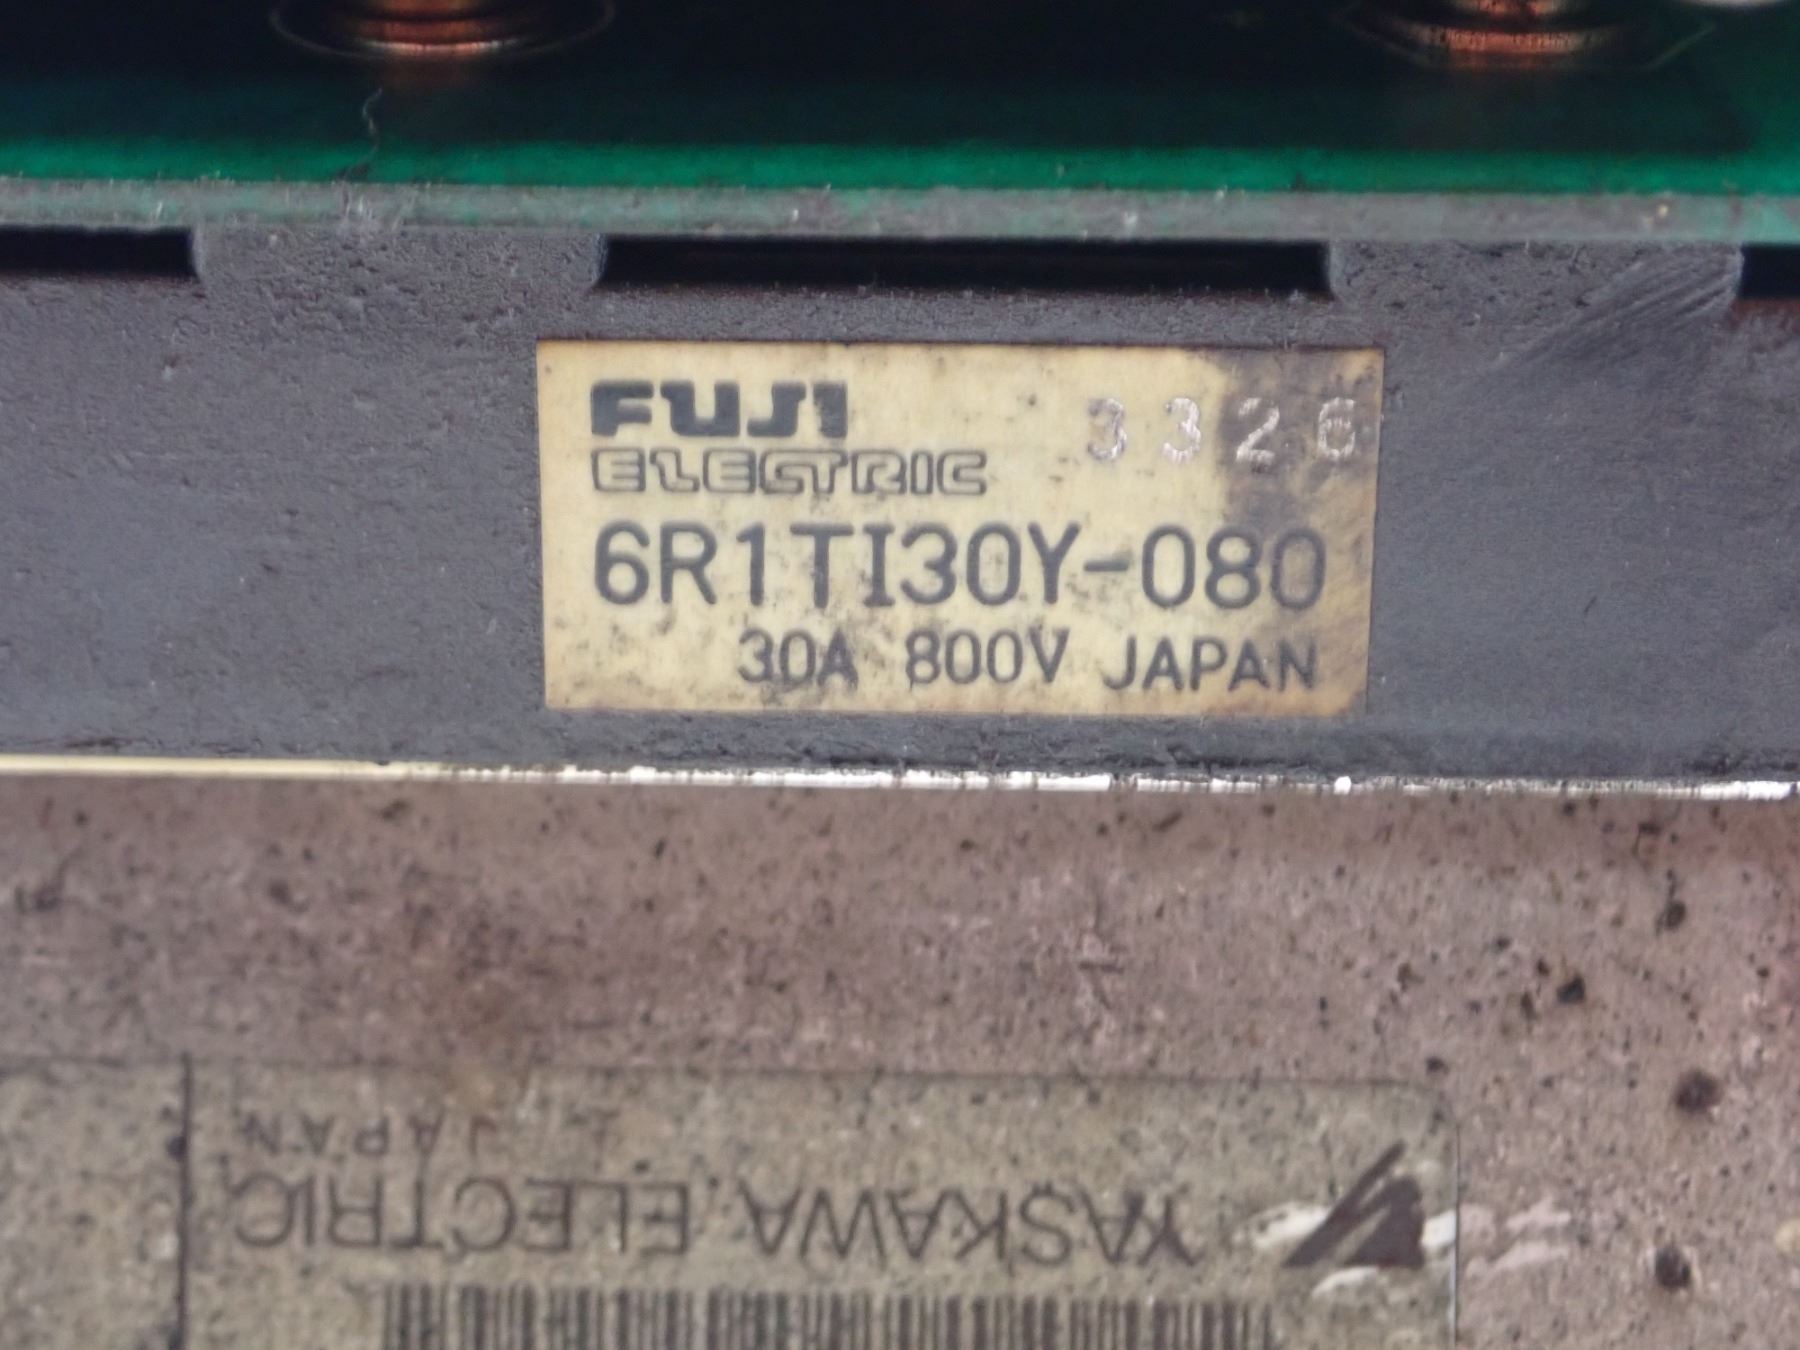 FUJI 3326
ELECTRIC
6R1TI30Y-080
30A 800V JAPAN
YASKAWA ELECTRIC
JAPAN